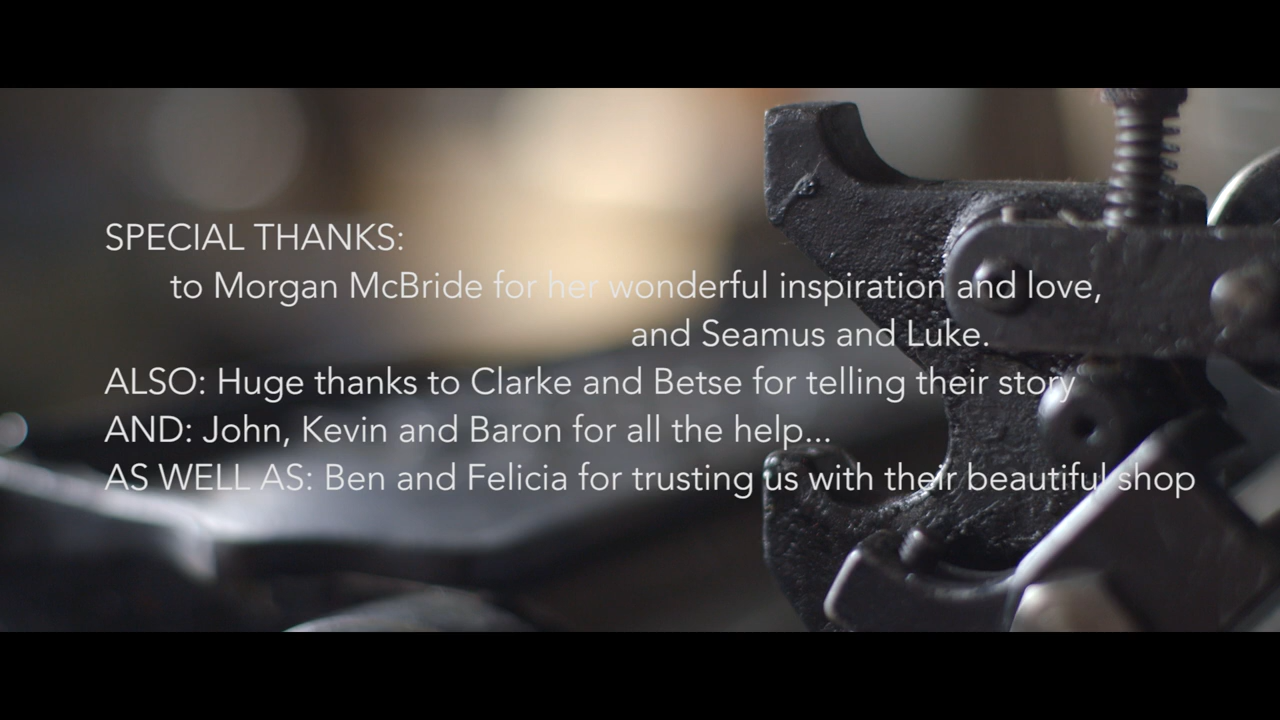 SPECIAL THANKS:
to Morgan McBride for her wonderful inspiration and love,
and Seamus and Luke.
ALSO: Huge thanks to Clarke and Betse for telling their story
AND: John, Kevin and Baron for all the help...
AS WELL AS: Ben and Felicia for trusting us with their beautiful shop